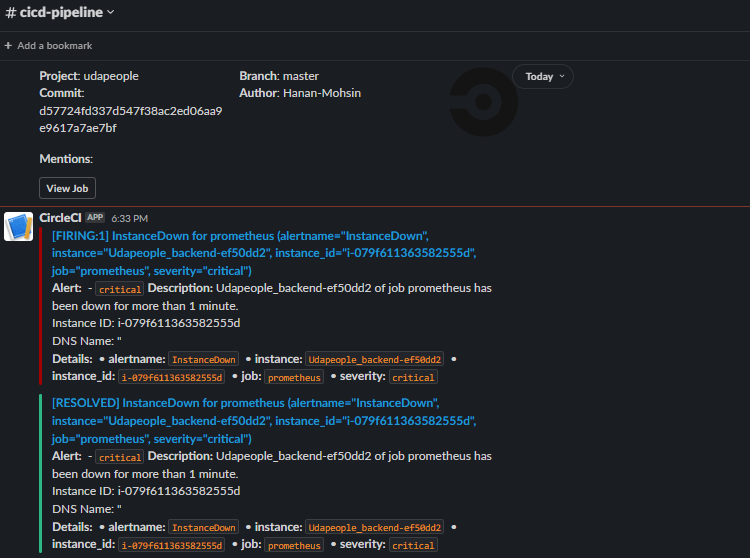 # cicd-pipeline
+ Add a bookmark
Project: udapeople
Branch: master
Commit:
Author: Hanan-Mohsin
d57724fd337d547f38ac2ed06aa9
e9617a7ae7bf
Today
Mentions:
View Job
CircleCI APP 6:33 PM
[FIRING:1] InstanceDown for prometheus (alertname="InstanceDown",
instance="Udapeople_backend-ef50dd2", instance_id="i-079f611363582555d",
job="prometheus", severity="critical")
Alert: - critical Description: Udapeople_backend-ef50dd2 of job prometheus has
been down for more than 1 minute.
Instance ID: i-079f611363582555d
DNS Name: "
Details: • alertname: InstanceDown • instance: Udapeople_backend-ef50dd2 •
instance_id: i-079f611363582555d • job: prometheus • severity: critical
[RESOLVED] InstanceDown for prometheus (alertname="InstanceDown",
instance="Udapeople_backend-ef50dd2", instance_id="i-079f611363582555d",
job="prometheus", severity="critical")
Alert: - critical Description: Udapeople_backend-ef50dd2 of job prometheus has
been down for more than 1 minute.
Instance ID: i-079f611363582555d
DNS Name: "
Details: • alertname: InstanceDown • instance: Udapeople_backend-ef50dd2 •
instance_id: i-079f611363582555d • job: prometheus • severity: critical